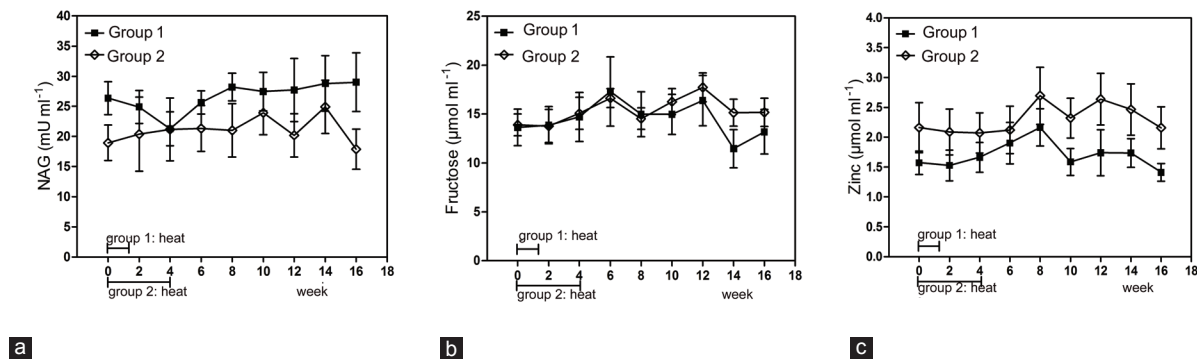 40
35
30
25
20
15
10
5
0
NAG (mU ml⁻¹)
Group 1
Group 2
group 1: heat
0 2 4 6 8 10 12 14 16 18
group 2: heat
week
a
25
20
15
10
5
0
Fructose (µmol ml⁻¹)
Group 1
Group 2
group 1: heat
0 2 4 6 8 10 12 14 16 18
group 2: heat
week
b
4.0
3.5
3.0
2.5
2.0
1.5
1.0
0.5
0.0
Zinc (µmol ml⁻¹)
Group 1
Group 2
group 1: heat
0 2 4 6 8 10 12 14 16 18
group 2: heat
week
c